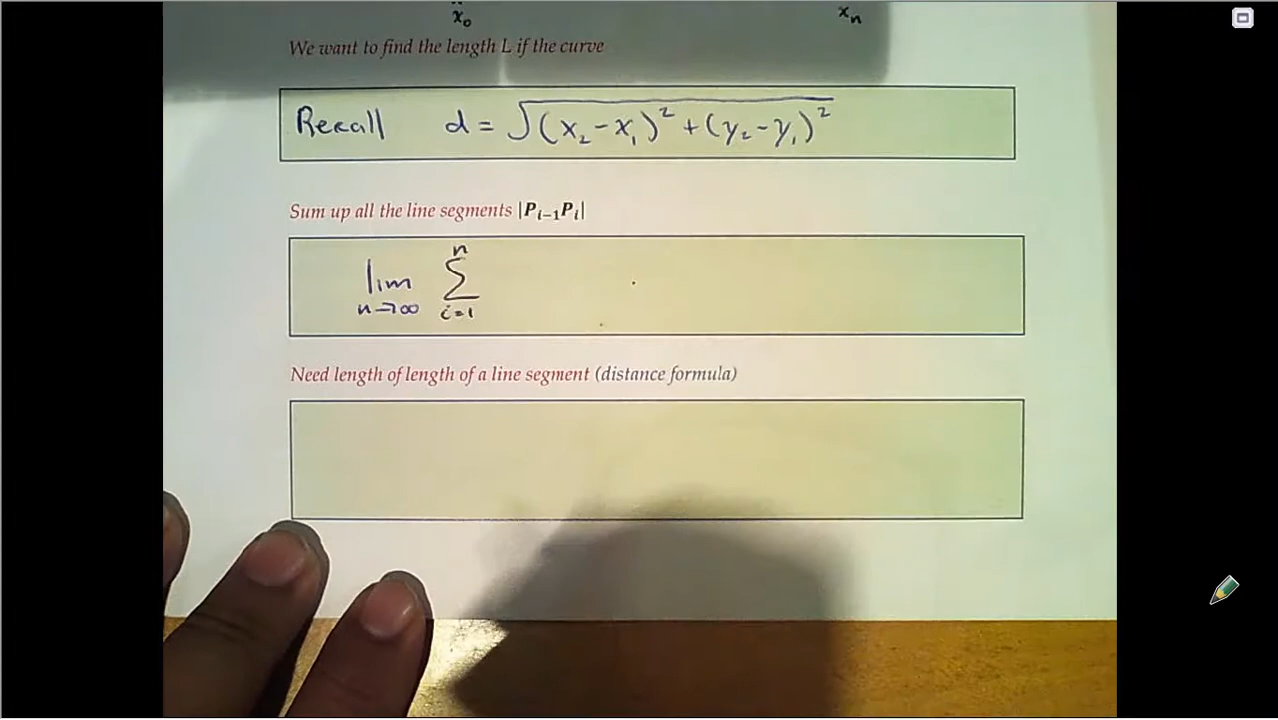 x₀ xₙ
We want to find the length L if the curve
Recall d = √(x₂-x₁)² + (y₂-y₁)²
Sum up all the line segments |Pᵢ₋₁Pᵢ|
lim n→∞ n Σ i=1
Need length of length of a line segment (distance formula)